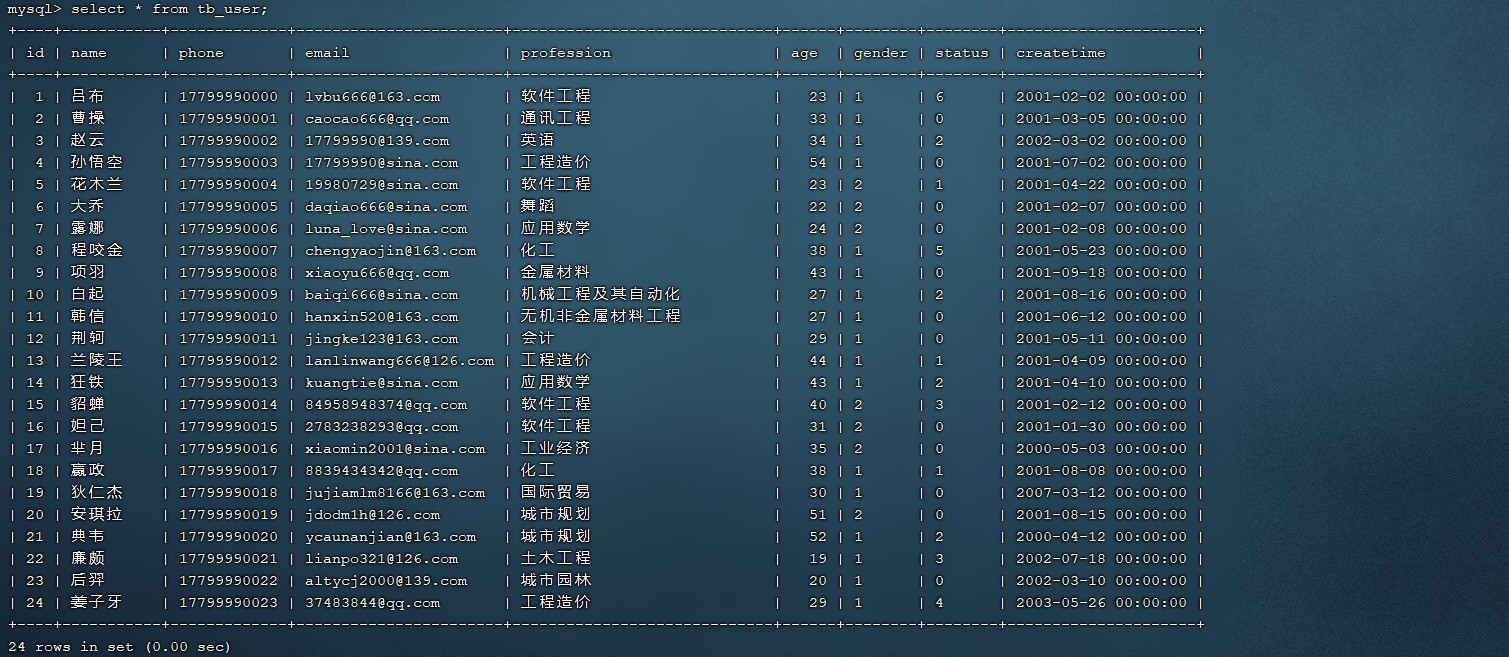 mysql> select * from tb_user;
+----+-----------+-------------+-----------------------+-----------------------------+------+--------+--------+---------------------+
| id | name | phone | email | profession | age | gender | status | createtime |
+----+-----------+-------------+-----------------------+-----------------------------+------+--------+--------+---------------------+
| 1 | 吕布 | 17799990000 | lvbu666@163.com | 软件工程 | 23 | 1 | 6 | 2001-02-02 00:00:00 |
| 2 | 曹操 | 17799990001 | caocao666@qq.com | 通讯工程 | 33 | 1 | 0 | 2001-03-05 00:00:00 |
| 3 | 赵云 | 17799990002 | 17799990@139.com | 英语 | 34 | 1 | 2 | 2002-03-02 00:00:00 |
| 4 | 孙悟空 | 17799990003 | 17799990@sina.com | 工程造价 | 54 | 1 | 0 | 2001-07-02 00:00:00 |
| 5 | 花木兰 | 17799990004 | 19980729@sina.com | 软件工程 | 23 | 2 | 1 | 2001-04-22 00:00:00 |
| 6 | 大乔 | 17799990005 | daqiao666@sina.com | 舞蹈 | 22 | 2 | 0 | 2001-02-07 00:00:00 |
| 7 | 露娜 | 17799990006 | luna_love@sina.com | 应用数学 | 24 | 2 | 0 | 2001-02-08 00:00:00 |
| 8 | 程咬金 | 17799990007 | chengyaojin@163.com | 化工 | 38 | 1 | 5 | 2001-05-23 00:00:00 |
| 9 | 项羽 | 17799990008 | xiaoyu666@qq.com | 金属材料 | 43 | 1 | 0 | 2001-09-18 00:00:00 |
| 10 | 白起 | 17799990009 | baiqi666@sina.com | 机械工程及其自动化 | 27 | 1 | 2 | 2001-08-16 00:00:00 |
| 11 | 韩信 | 17799990010 | hanxin520@163.com | 无机非金属材料工程 | 27 | 1 | 0 | 2001-06-12 00:00:00 |
| 12 | 荆轲 | 17799990011 | jingke123@163.com | 会计 | 29 | 1 | 0 | 2001-05-11 00:00:00 |
| 13 | 兰陵王 | 17799990012 | lanlinwang666@126.com | 工程造价 | 44 | 1 | 1 | 2001-04-09 00:00:00 |
| 14 | 狂铁 | 17799990013 | kuangtie@sina.com | 应用数学 | 43 | 1 | 2 | 2001-04-10 00:00:00 |
| 15 | 貂蝉 | 17799990014 | 84958948374@qq.com | 软件工程 | 40 | 2 | 3 | 2001-02-12 00:00:00 |
| 16 | 妲己 | 17799990015 | 2783238293@qq.com | 软件工程 | 31 | 2 | 0 | 2001-01-30 00:00:00 |
| 17 | 芈月 | 17799990016 | xiaomin2001@sina.com | 工业经济 | 35 | 2 | 0 | 2000-05-03 00:00:00 |
| 18 | 嬴政 | 17799990017 | 8839434342@qq.com | 化工 | 38 | 1 | 1 | 2001-08-08 00:00:00 |
| 19 | 狄仁杰 | 17799990018 | jujiamlm8166@163.com | 国际贸易 | 30 | 1 | 0 | 2007-03-12 00:00:00 |
| 20 | 安琪拉 | 17799990019 | jdodm1h@126.com | 城市规划 | 51 | 2 | 0 | 2001-08-15 00:00:00 |
| 21 | 典韦 | 17799990020 | ycaunanjian@163.com | 城市规划 | 52 | 1 | 2 | 2000-04-12 00:00:00 |
| 22 | 廉颇 | 17799990021 | lianpo321@126.com | 土木工程 | 19 | 1 | 3 | 2002-07-18 00:00:00 |
| 23 | 后羿 | 17799990022 | altycj2000@139.com | 城市园林 | 20 | 1 | 0 | 2002-03-10 00:00:00 |
| 24 | 姜子牙 | 17799990023 | 37483844@qq.com | 工程造价 | 29 | 1 | 4 | 2003-05-26 00:00:00 |
+----+-----------+-------------+-----------------------+-----------------------------+------+--------+--------+---------------------+
24 rows in set (0.00 sec)